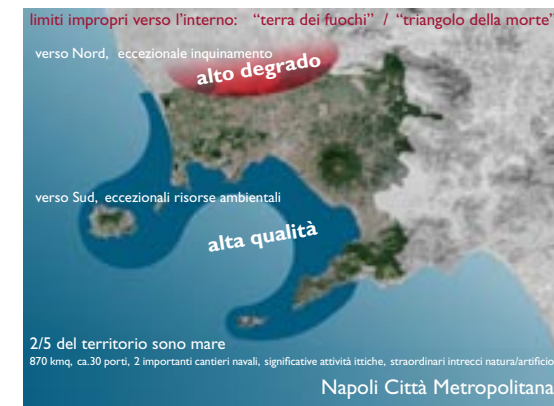 limiti impropri verso l'interno: “terra dei fuochi” / “triangolo della morte”
verso Nord, eccezionale inquinamento
alto degrado
verso Sud, eccezionali risorse ambientali
alta qualità
2/5 del territorio sono mare
870 kmq, ca.30 porti, 2 importanti cantieri navali, significative attività ittiche, straordinari intrecci natura/artificio
Napoli Città Metropolitana